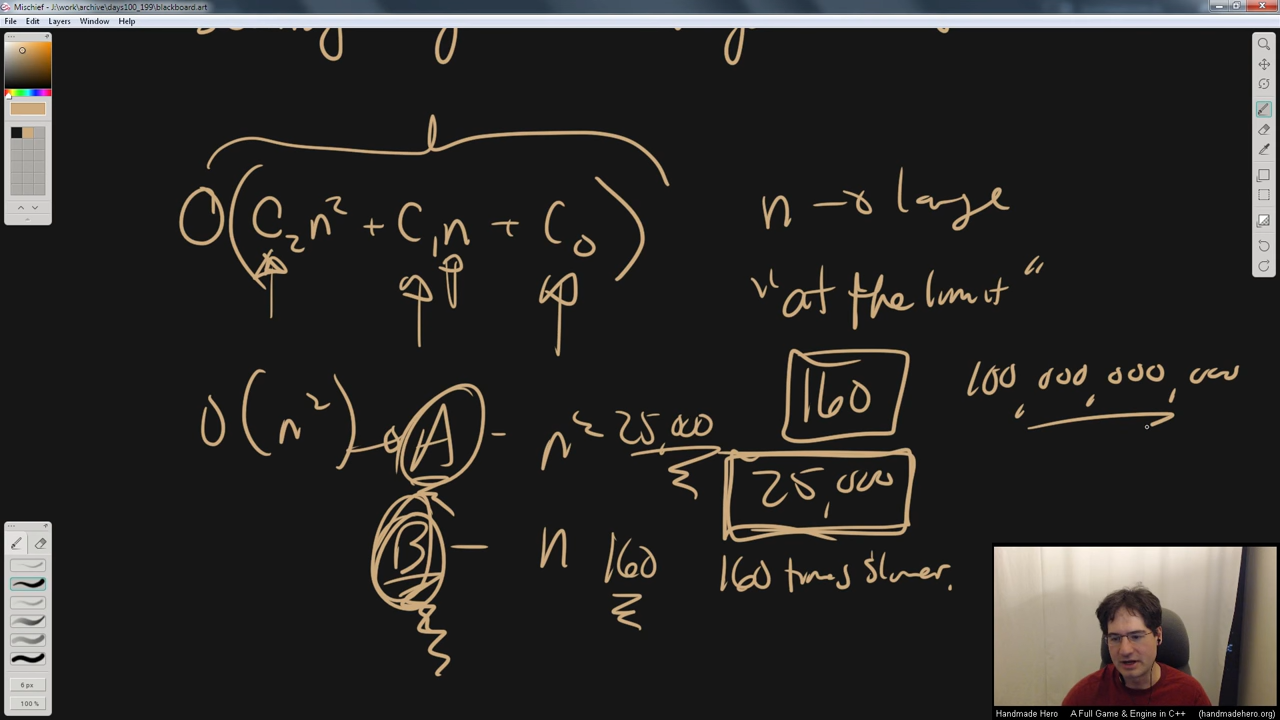 Mischief - J:\work\archive\days100_199\blackboard.art
File Edit Layers Window Help
O(C₂n² + C₁n + C₀)
n → large
"at the limit"
160
100,000,000,000
O(n²) → A - n² 25,000
25,000
B - n 160
160 times slower.
6 px
100 %
Handmade Hero A Full Game & Engine in C++ (handmadehero.org)